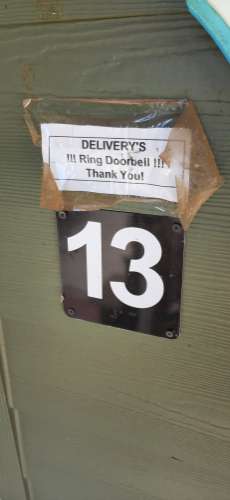 DELIVERY'S
!!! Ring Doorbell !!!
Thank You!
13